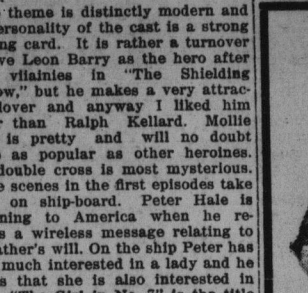 theme is distinctly modern and
ersonality of the cast is a strong
ng card. It is rather a turnover
ve Leon Barry as the hero after
vilainies in "The Shielding
ow," but he makes a very attrac-
lover and anyway I liked him
r than Ralph Kellard. Mollie
is pretty and will no doubt
as popular as other heroines.
double cross is most mysterious.
e scenes in the first episodes take
on ship-board. Peter Hale is
ning to America when he re-
s a wireless message relating to
ather's will. On the ship Peter has
much interested in a lady and he
s that she is also interested in
is the title